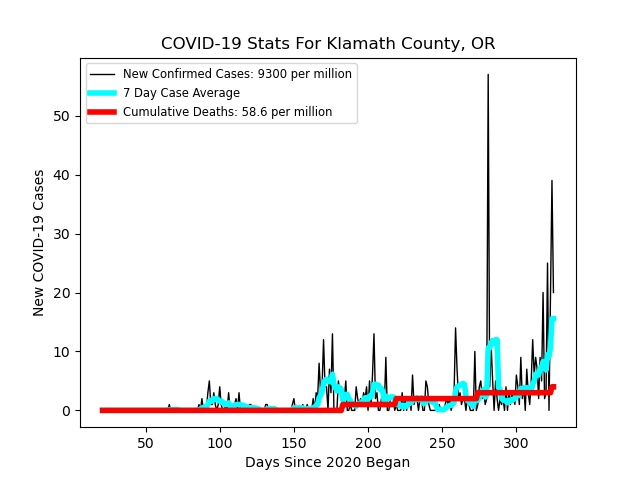 COVID-19 Stats For Klamath County, OR
New Confirmed Cases: 9300 per million
7 Day Case Average
Cumulative Deaths: 58.6 per million
New COVID-19 Cases
50
40
30
20
10
0
50 100 150 200 250 300
Days Since 2020 Began